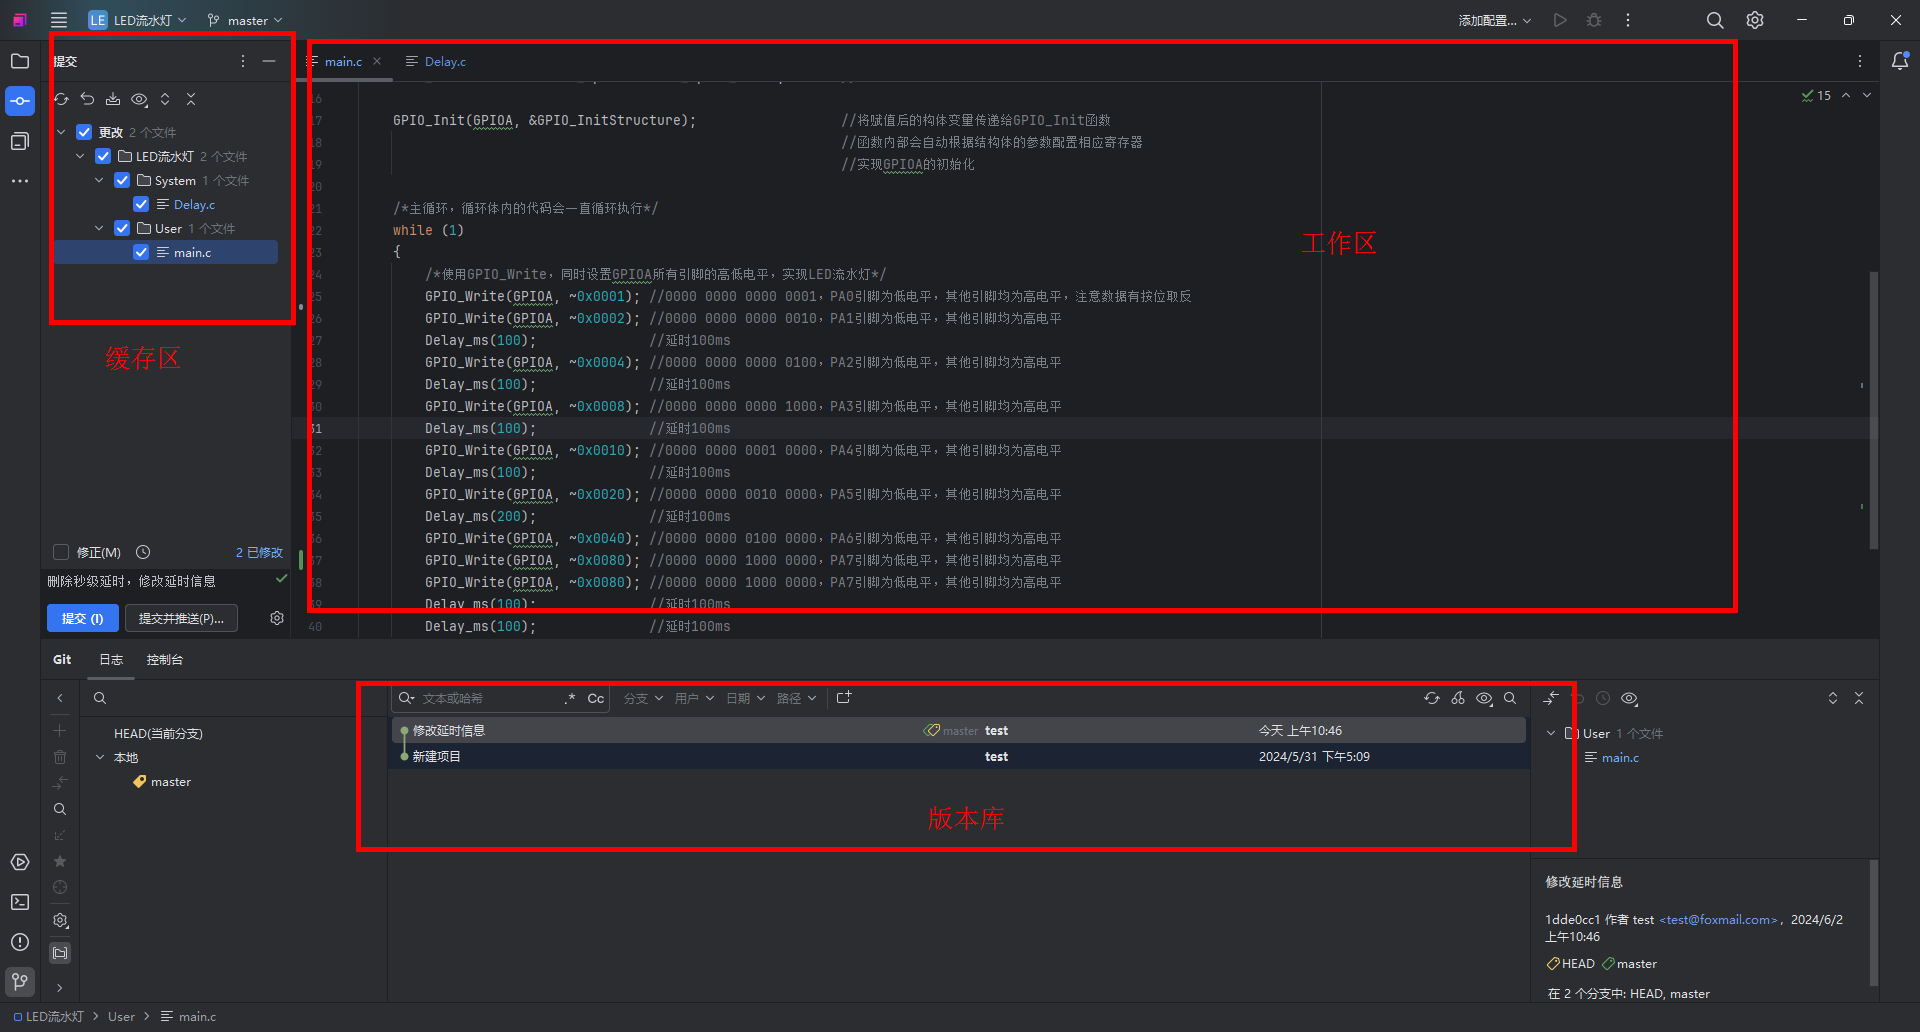 LE LED流水灯 master 添加配置...
提交
main.c Delay.c
15
更改 2 个文件
LED流水灯 2 个文件
System 1 个文件
Delay.c
User 1 个文件
main.c
缓存区
修正(M) 2 已修改
删除秒级延时，修改延时信息
提交 (I) 提交并推送(P)...
16
17 GPIO_Init(GPIOA, &GPIO_InitStructure); //将赋值后的构体变量传递给GPIO_Init函数
18 //函数内部会自动根据结构体的参数配置相应寄存器
19 //实现GPIOA的初始化
20
21 /*主循环，循环体内的代码会一直循环执行*/
22 while (1)
23 {
24 /*使用GPIO_Write，同时设置GPIOA所有引脚的高低电平，实现LED流水灯*/
25 GPIO_Write(GPIOA, ~0x0001); //0000 0000 0000 0001，PA0引脚为低电平，其他引脚均为高电平，注意数据有按位取反
26 GPIO_Write(GPIOA, ~0x0002); //0000 0000 0000 0010，PA1引脚为低电平，其他引脚均为高电平
27 Delay_ms(100); //延时100ms
28 GPIO_Write(GPIOA, ~0x0004); //0000 0000 0000 0100，PA2引脚为低电平，其他引脚均为高电平
29 Delay_ms(100); //延时100ms
30 GPIO_Write(GPIOA, ~0x0008); //0000 0000 0000 1000，PA3引脚为低电平，其他引脚均为高电平
31 Delay_ms(100); //延时100ms
32 GPIO_Write(GPIOA, ~0x0010); //0000 0000 0001 0000，PA4引脚为低电平，其他引脚均为高电平
33 Delay_ms(100); //延时100ms
34 GPIO_Write(GPIOA, ~0x0020); //0000 0000 0010 0000，PA5引脚为低电平，其他引脚均为高电平
35 Delay_ms(200); //延时100ms
36 GPIO_Write(GPIOA, ~0x0040); //0000 0000 0100 0000，PA6引脚为低电平，其他引脚均为高电平
37 GPIO_Write(GPIOA, ~0x0080); //0000 0000 1000 0000，PA7引脚为低电平，其他引脚均为高电平
38 GPIO_Write(GPIOA, ~0x0080); //0000 0000 1000 0000，PA7引脚为低电平，其他引脚均为高电平
39 Delay_ms(100); //延时100ms
40 Delay_ms(100); //延时100ms
工作区
Git 日志 控制台
HEAD(当前分支)
本地
master
文本或哈希 .* Cc 分支 用户 日期 路径
修改延时信息 master test 今天 上午10:46
新建项目 test 2024/5/31 下午5:09
版本库
User 1 个文件
main.c
修改延时信息
1dde0cc1 作者 test <test@foxmail.com>，2024/6/2
上午10:46
HEAD master
在 2 个分支中: HEAD, master
LED流水灯 > User > main.c